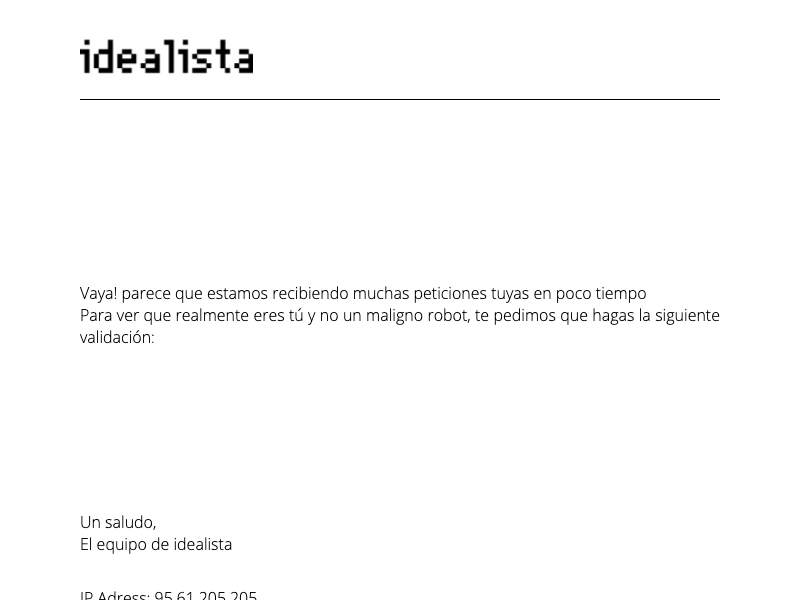 idealista
Vaya! parece que estamos recibiendo muchas peticiones tuyas en poco tiempo
Para ver que realmente eres tú y no un maligno robot, te pedimos que hagas la siguiente
validación:
Un saludo,
El equipo de idealista
IP Adress: 95.61.205.205